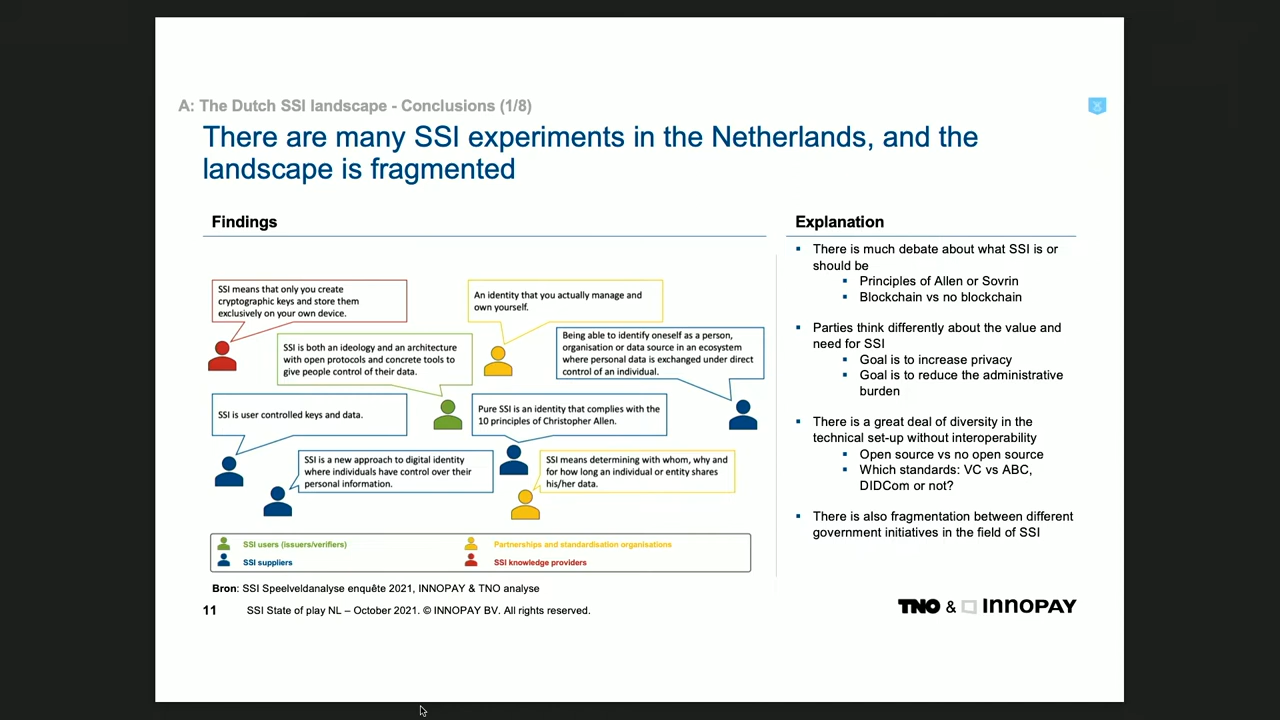 A: The Dutch SSI landscape - Conclusions (1/8)
There are many SSI experiments in the Netherlands, and the
landscape is fragmented
Findings
SSI means that only you create
cryptographic keys and store them
exclusively on your own device.
An identity that you actually manage and
own yourself.
SSI is both an ideology and an architecture
with open protocols and concrete tools to
give people control of their data.
Being able to identify oneself as a person,
organisation or data source in an ecosystem
where personal data is exchanged under direct
control of an individual.
SSI is user controlled keys and data.
Pure SSI is an identity that complies with the
10 principles of Christopher Allen.
SSI is a new approach to digital identity
where individuals have control over their
personal information.
SSI means determining with whom, why and
for how long an individual or entity shares
his/her data.
SSI users (issuers/verifiers)
Partnerships and standardisation organisations
SSI suppliers
SSI knowledge providers
Bron: SSI Speelveldanalyse enquête 2021, INNOPAY & TNO analyse
Explanation
▪ There is much debate about what SSI is or
should be
▪ Principles of Allen or Sovrin
▪ Blockchain vs no blockchain
▪ Parties think differently about the value and
need for SSI
▪ Goal is to increase privacy
▪ Goal is to reduce the administrative
burden
▪ There is a great deal of diversity in the
technical set-up without interoperability
▪ Open source vs no open source
▪ Which standards: VC vs ABC,
DIDCom or not?
▪ There is also fragmentation between different
government initiatives in the field of SSI
11 SSI State of play NL – October 2021. © INNOPAY BV. All rights reserved.
TNO & INNOPAY